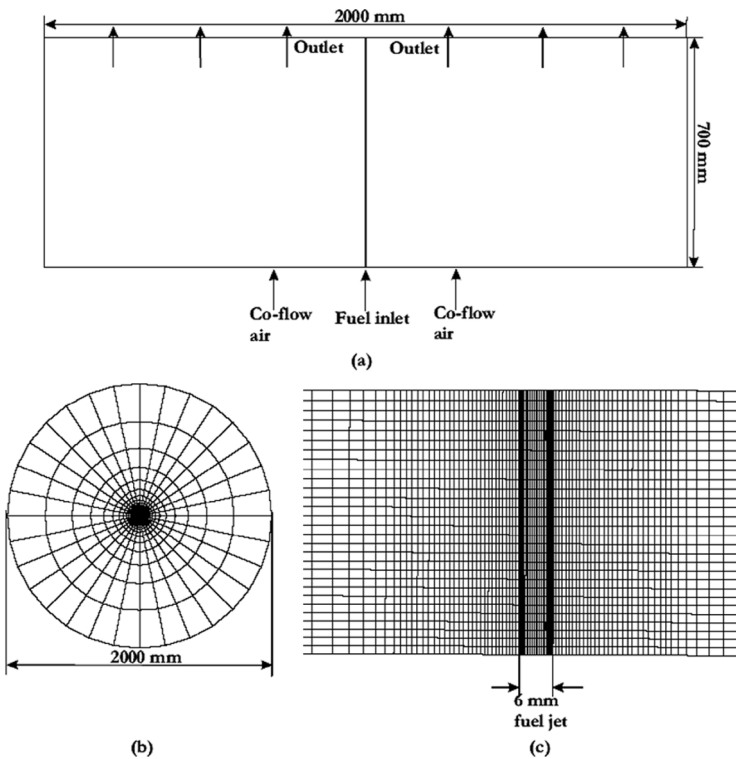 2000 mm
Outlet Outlet
700 mm
Co-flow air
Fuel inlet
Co-flow air
(a)
2000 mm
6 mm
fuel jet
(b) (c)